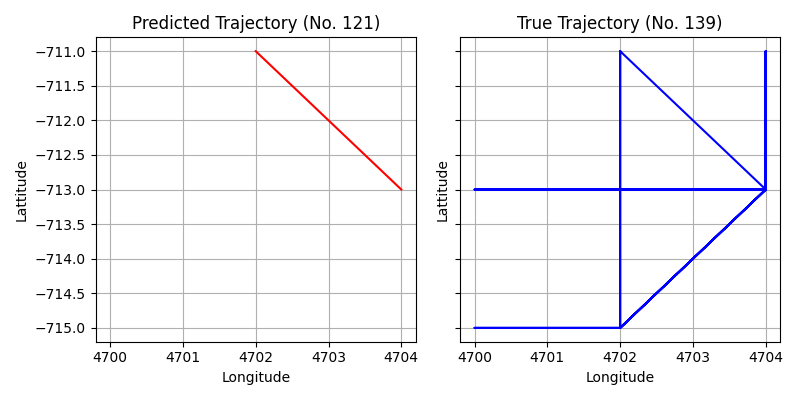 Predicted Trajectory (No. 121)
−711.0
−711.5
−712.0
−712.5
−713.0
−713.5
−714.0
−714.5
−715.0
Lattitude
4700 4701 4702 4703 4704
Longitude
True Trajectory (No. 139)
Lattitude
4700 4701 4702 4703 4704
Longitude